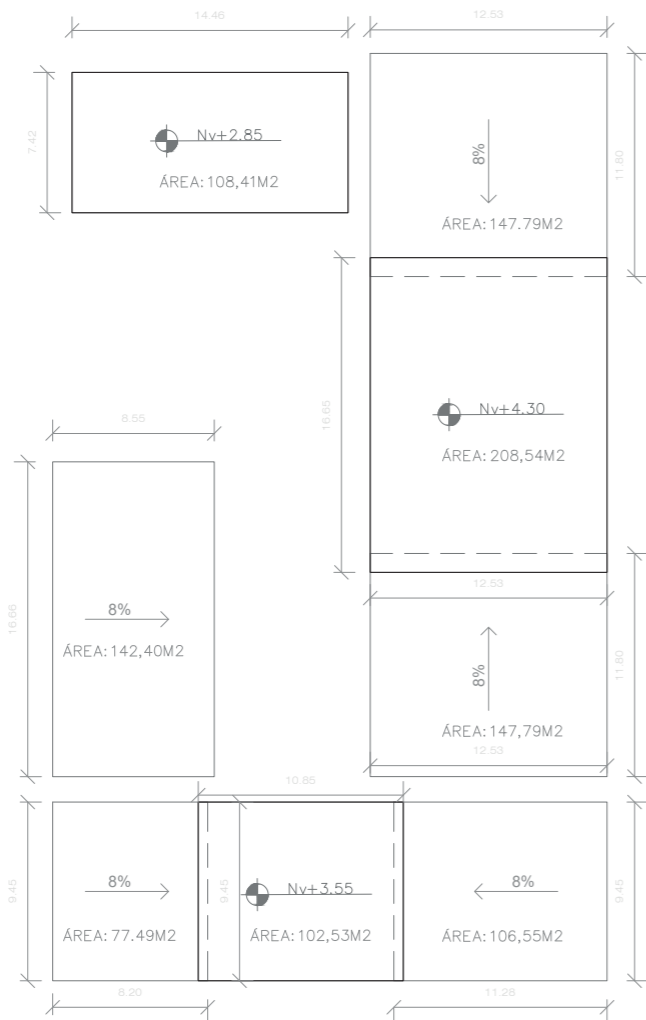 14.46
12.53
7.42
Nv+2.85
ÁREA: 108,41M2
8%
11.80
ÁREA: 147.79M2
16.65
Nv+4.30
ÁREA: 208,54M2
8.55
16.66
8%
ÁREA: 142,40M2
12.53
8%
11.80
ÁREA: 147,79M2
12.53
10.85
9.45
8%
9.45
Nv+3.55
8%
9.45
ÁREA: 77.49M2
ÁREA: 102,53M2
ÁREA: 106,55M2
8.20
11.28